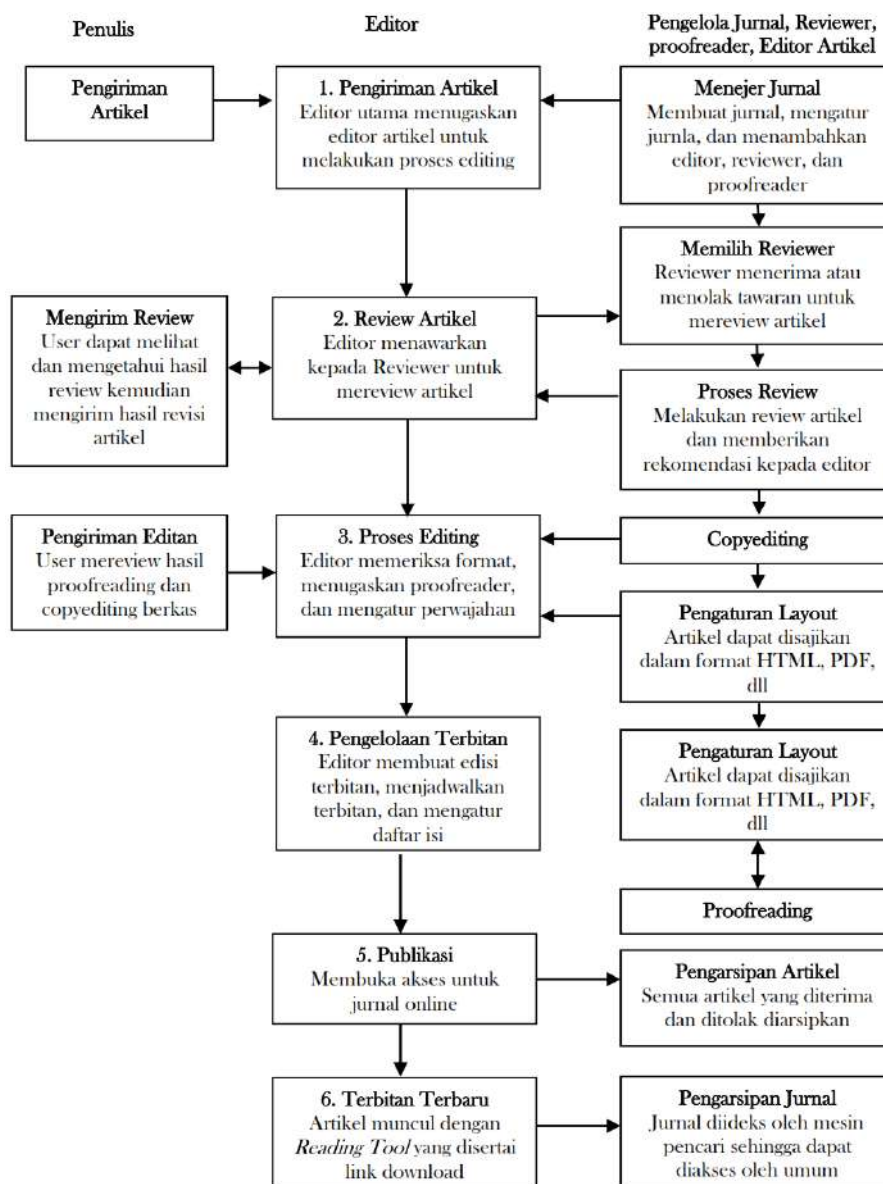 Penulis
Editor
Pengelola Jurnal, Reviewer,
proofreader, Editor Artikel
Pengiriman
Artikel
1. Pengiriman Artikel
Editor utama menugaskan
editor artikel untuk
melakukan proses editing
Menejer Jurnal
Membuat jurnal, mengatur
jurnla, dan menambahkan
editor, reviewer, dan
proofreader
Memilih Reviewer
Reviewer menerima atau
menolak tawaran untuk
mereview artikel
Mengirim Review
User dapat melihat
dan mengetahui hasil
review kemudian
mengirim hasil revisi
artikel
2. Review Artikel
Editor menawarkan
kepada Reviewer untuk
mereview artikel
Proses Review
Melakukan review artikel
dan memberikan
rekomendasi kepada editor
Pengiriman Editan
User mereview hasil
proofreading dan
copyediting berkas
3. Proses Editing
Editor memeriksa format,
menugaskan proofreader,
dan mengatur perwajahan
Copyediting
Pengaturan Layout
Artikel dapat disajikan
dalam format HTML, PDF,
dll
4. Pengelolaan Terbitan
Editor membuat edisi
terbitan, menjadwalkan
terbitan, dan mengatur
daftar isi
Pengaturan Layout
Artikel dapat disajikan
dalam format HTML, PDF,
dll
Proofreading
5. Publikasi
Membuka akses untuk
jurnal online
Pengarsipan Artikel
Semua artikel yang diterima
dan ditolak diarsipkan
6. Terbitan Terbaru
Artikel muncul dengan
Reading Tool yang disertai
link download
Pengarsipan Jurnal
Jurnal diideks oleh mesin
pencari sehingga dapat
diakses oleh umum